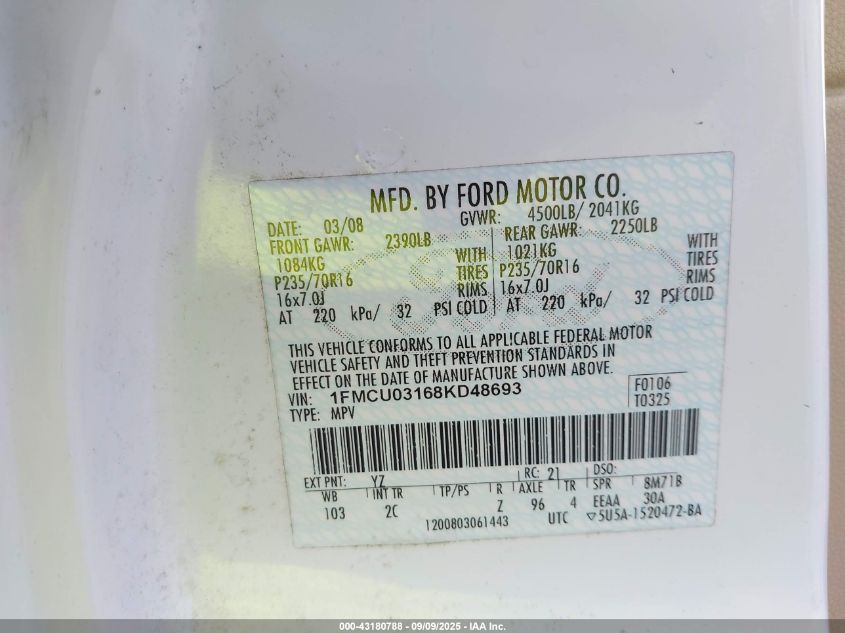 MFD. BY FORD MOTOR CO.
DATE: 03/08 GVWR: 4500LB/ 2041KG
FRONT GAWR: 2390LB REAR GAWR: 2250LB
1084KG WITH 1021KG WITH
P235/70R16 TIRES P235/70R16 TIRES
16x7.0J RIMS 16x7.0J RIMS
AT 220 kPa/ 32 PSI COLD AT 220 kPa/ 32 PSI COLD
THIS VEHICLE CONFORMS TO ALL APPLICABLE FEDERAL MOTOR
VEHICLE SAFETY AND THEFT PREVENTION STANDARDS IN
EFFECT ON THE DATE OF MANUFACTURE SHOWN ABOVE.
VIN: 1FMCU03168KD48693 F0106
TYPE: MPV T0325
EXT PNT: YZ RC: 21 DSO:
WB INT TR TP/PS R AXLE TR SPR 8M71B
103 2C Z 96 4 EEAA 30A
1200803061443 UTC ▽5U5A-1520472-BA
000-43180788 - 09/09/2025 - IAA Inc.